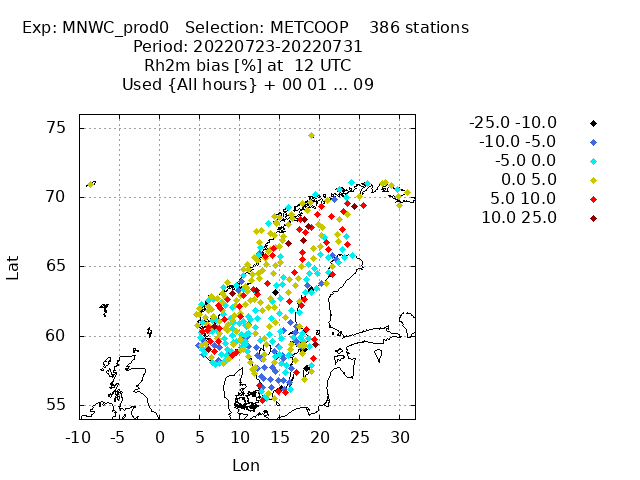 Exp: MNWC_prod0 Selection: METCOOP 386 stations
Period: 20220723-20220731
Rh2m bias [%] at 12 UTC
Used {All hours} + 00 01 ... 09
-25.0 -10.0
-10.0 -5.0
-5.0 0.0
0.0 5.0
5.0 10.0
10.0 25.0
75
70
65
60
55
Lat
-10 -5 0 5 10 15 20 25 30
Lon